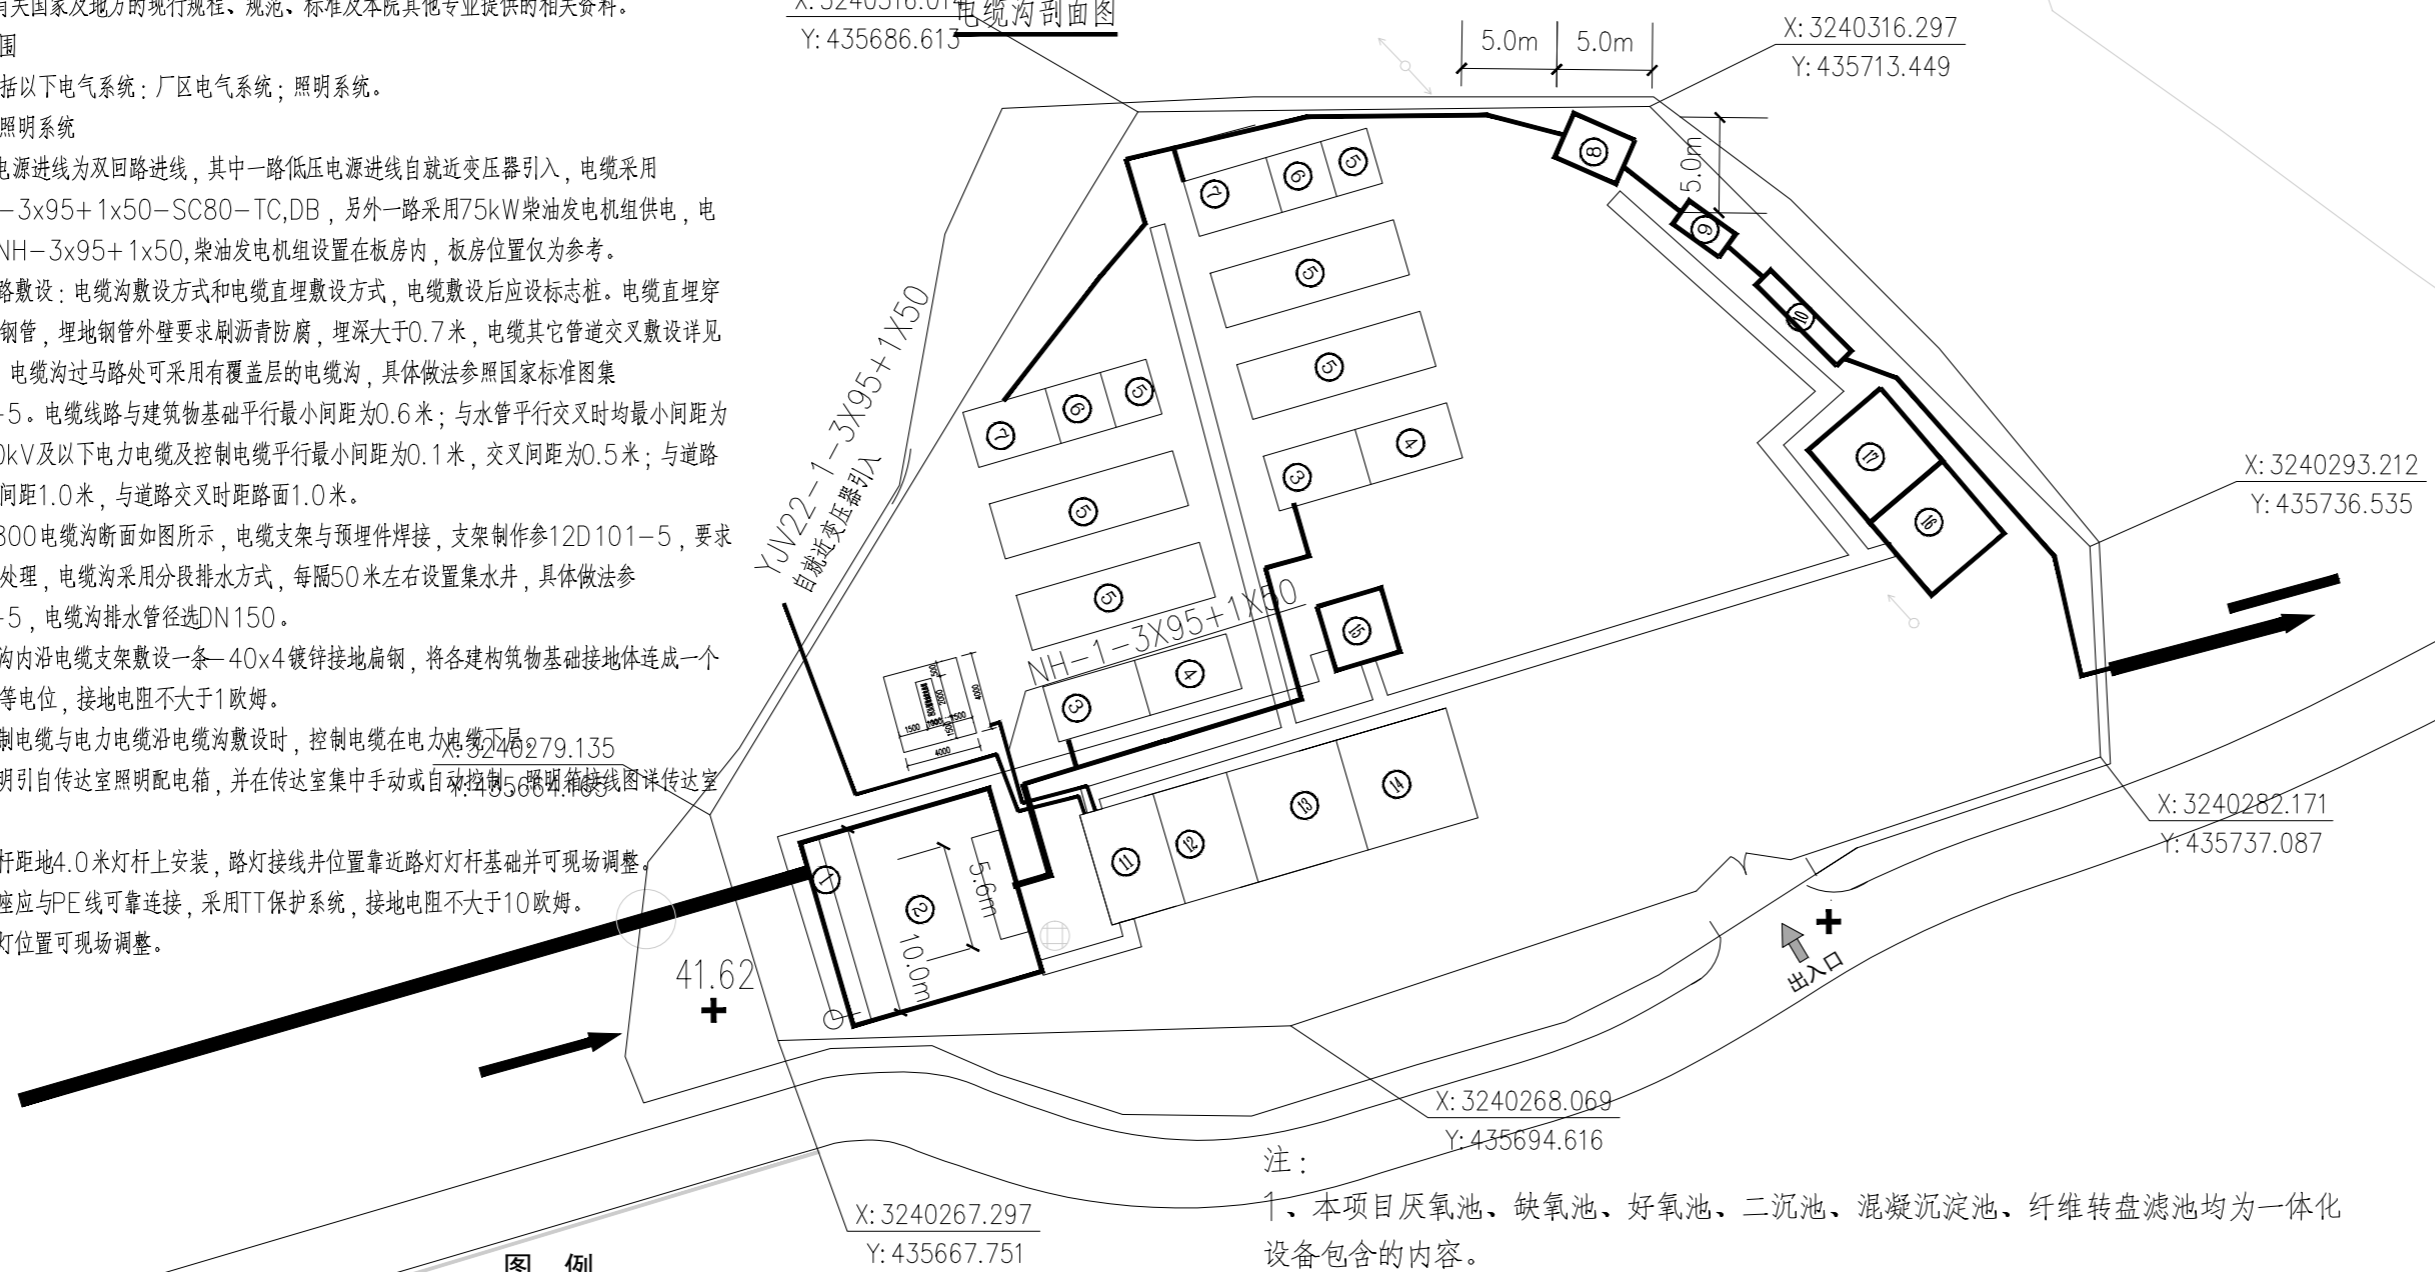 有关国家及地方的现行规程、规范、标准及本院其他专业提供的相关资料。
围
括以下电气系统：厂区电气系统；照明系统。
照明系统
电源进线为双回路进线，其中一路低压电源进线自就近变压器引入，电缆采用
-3x95+1x50-SC80-TC,DB，另外一路采用75kW柴油发电机组供电，电
NH-3x95+1x50,柴油发电机组设置在板房内，板房位置仅为参考。
路敷设：电缆沟敷设方式和电缆直埋敷设方式，电缆敷设后应设标志桩。电缆直埋穿
钢管，埋地钢管外壁要求刷沥青防腐，埋深大于0.7米，电缆其它管道交叉敷设详见
电缆沟过马路处可采用有覆盖层的电缆沟，具体做法参照国家标准图集
-5。电缆线路与建筑物基础平行最小间距为0.6米；与水管平行交叉时均最小间距为
0kV及以下电力电缆及控制电缆平行最小间距为0.1米，交叉间距为0.5米；与道路
间距1.0米，与道路交叉时距路面1.0米。
800电缆沟断面如图所示，电缆支架与预埋件焊接，支架制作参12D101-5，要求
处理，电缆沟采用分段排水方式，每隔50米左右设置集水井，具体做法参
-5，电缆沟排水管径选DN150。
沟内沿电缆支架敷设一条-40x4镀锌接地扁钢，将各建构筑物基础接地体连成一个
等电位，接地电阻不大于1欧姆。
制电缆与电力电缆沿电缆沟敷设时，控制电缆在电力电缆下层。
明引自传达室照明配电箱，并在传达室集中手动或自动控制，照明箱接线图详传达室
杆距地4.0米灯杆上安装，路灯接线井位置靠近路灯灯杆基础并可现场调整。
座应与PE线可靠连接，采用TT保护系统，接地电阻不大于10欧姆。
灯位置可现场调整。
X:3240316.014
Y:435686.613
电缆沟剖面图
5.0m
5.0m
X:3240316.297
Y:435713.449
5.0m
8
9
10
7
6
5
5
5
3
4
YJV22-1-3X95+1X50
自就近变压器引入
7
6
5
5
5
3
4
NH-1-3X95+1X50
15
17
16
X:3240293.212
Y:435736.535
1500
1500
2000
4000
4000
X:3240279.135
Y:435664.165
1
2
5.6m
10.0m
11
12
13
14
X:3240282.171
Y:435737.087
出入口
41.62
X:3240268.069
Y:435694.616
X:3240267.297
Y:435667.751
注：
1、本项目厌氧池、缺氧池、好氧池、二沉池、混凝沉淀池、纤维转盘滤池均为一体化
设备包含的内容。
图 例